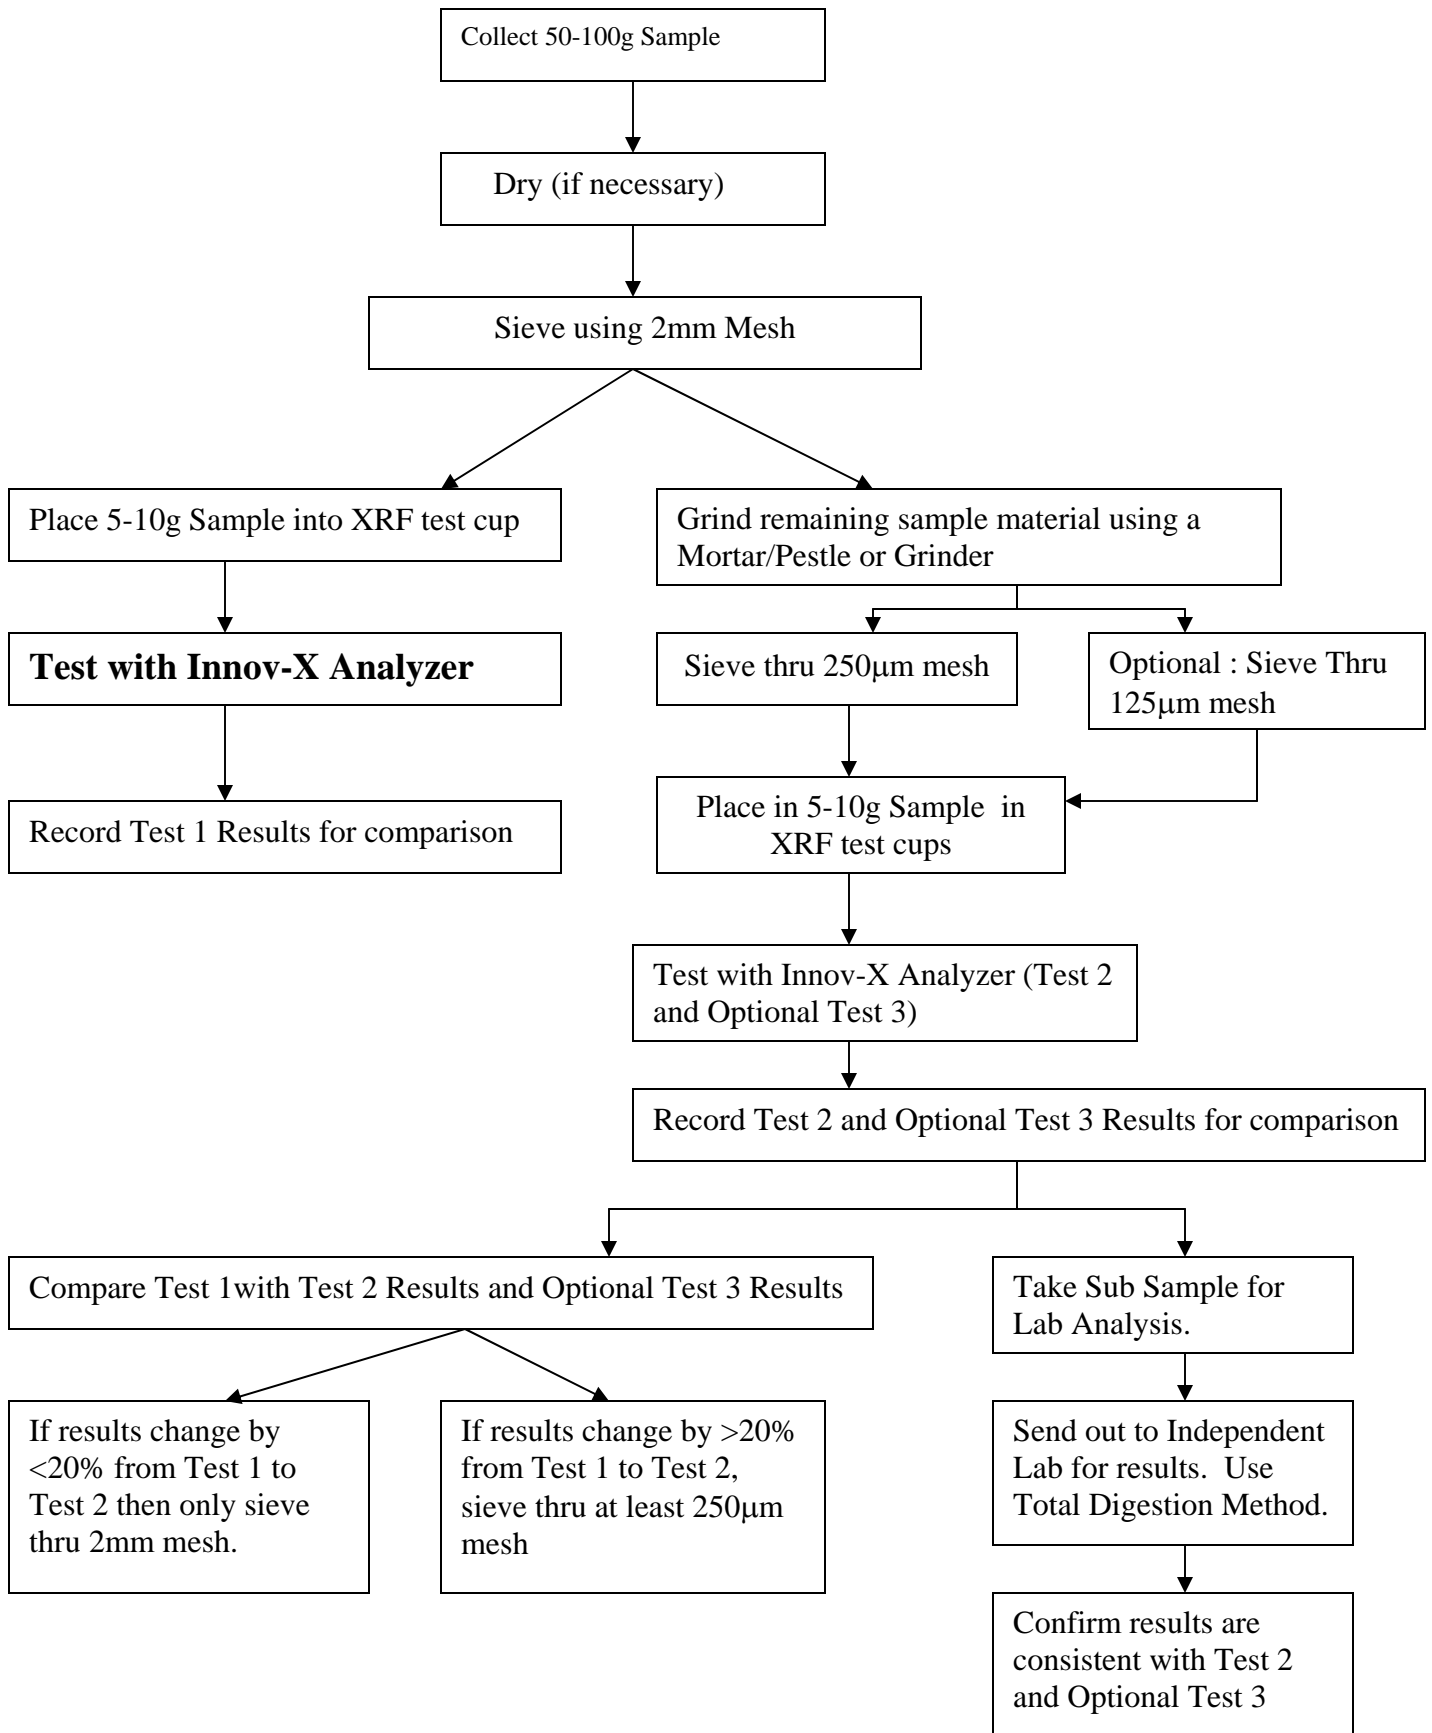 Collect 50-100g Sample
Dry (if necessary)
Sieve using 2mm Mesh
Place 5-10g Sample into XRF test cup
Grind remaining sample material using a
Mortar/Pestle or Grinder
Test with Innov-X Analyzer
Sieve thru 250µm mesh
Optional : Sieve Thru
125µm mesh
Record Test 1 Results for comparison
Place in 5-10g Sample in
XRF test cups
Test with Innov-X Analyzer (Test 2
and Optional Test 3)
Record Test 2 and Optional Test 3 Results for comparison
Compare Test 1with Test 2 Results and Optional Test 3 Results
Take Sub Sample for
Lab Analysis.
If results change by
<20% from Test 1 to
Test 2 then only sieve
thru 2mm mesh.
If results change by >20%
from Test 1 to Test 2,
sieve thru at least 250µm
mesh
Send out to Independent
Lab for results. Use
Total Digestion Method.
Confirm results are
consistent with Test 2
and Optional Test 3